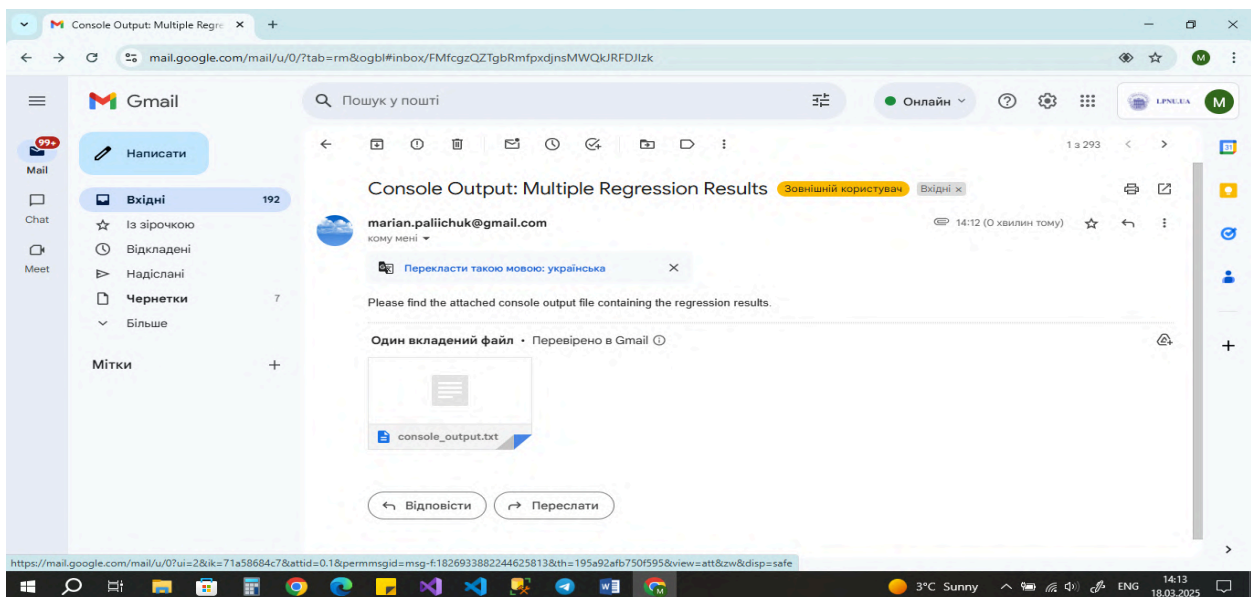 Console Output: Multiple Regre
mail.google.com/mail/u/0/?tab=rm&ogbl#inbox/FMfcgzQZTgbRmfpxdjnsMWQkJRFDJIzk
M
Gmail
Пошук у пошті
Онлайн
LPNU.UA
M
99+
Mail
Chat
Meet
Написати
Вхідні 192
Із зірочкою
Відкладені
Надіслані
Чернетки 7
Більше
Мітки
1 з 293
31
Console Output: Multiple Regression Results Зовнішній користувач Вхідні x
marian.paliichuk@gmail.com 14:12 (0 хвилин тому)
кому мені
Перекласти такою мовою: українська
Please find the attached console output file containing the regression results.
Один вкладений файл • Перевірено в Gmail
console_output.txt
Відповісти Переслати
https://mail.google.com/mail/u/0?ui=2&ik=71a58684c7&attid=0.1&permmsgid=msg-f:1826933882244625813&th=195a92afb750f595&view=att&zw&disp=safe
3°C Sunny ENG 14:13
18.03.2025